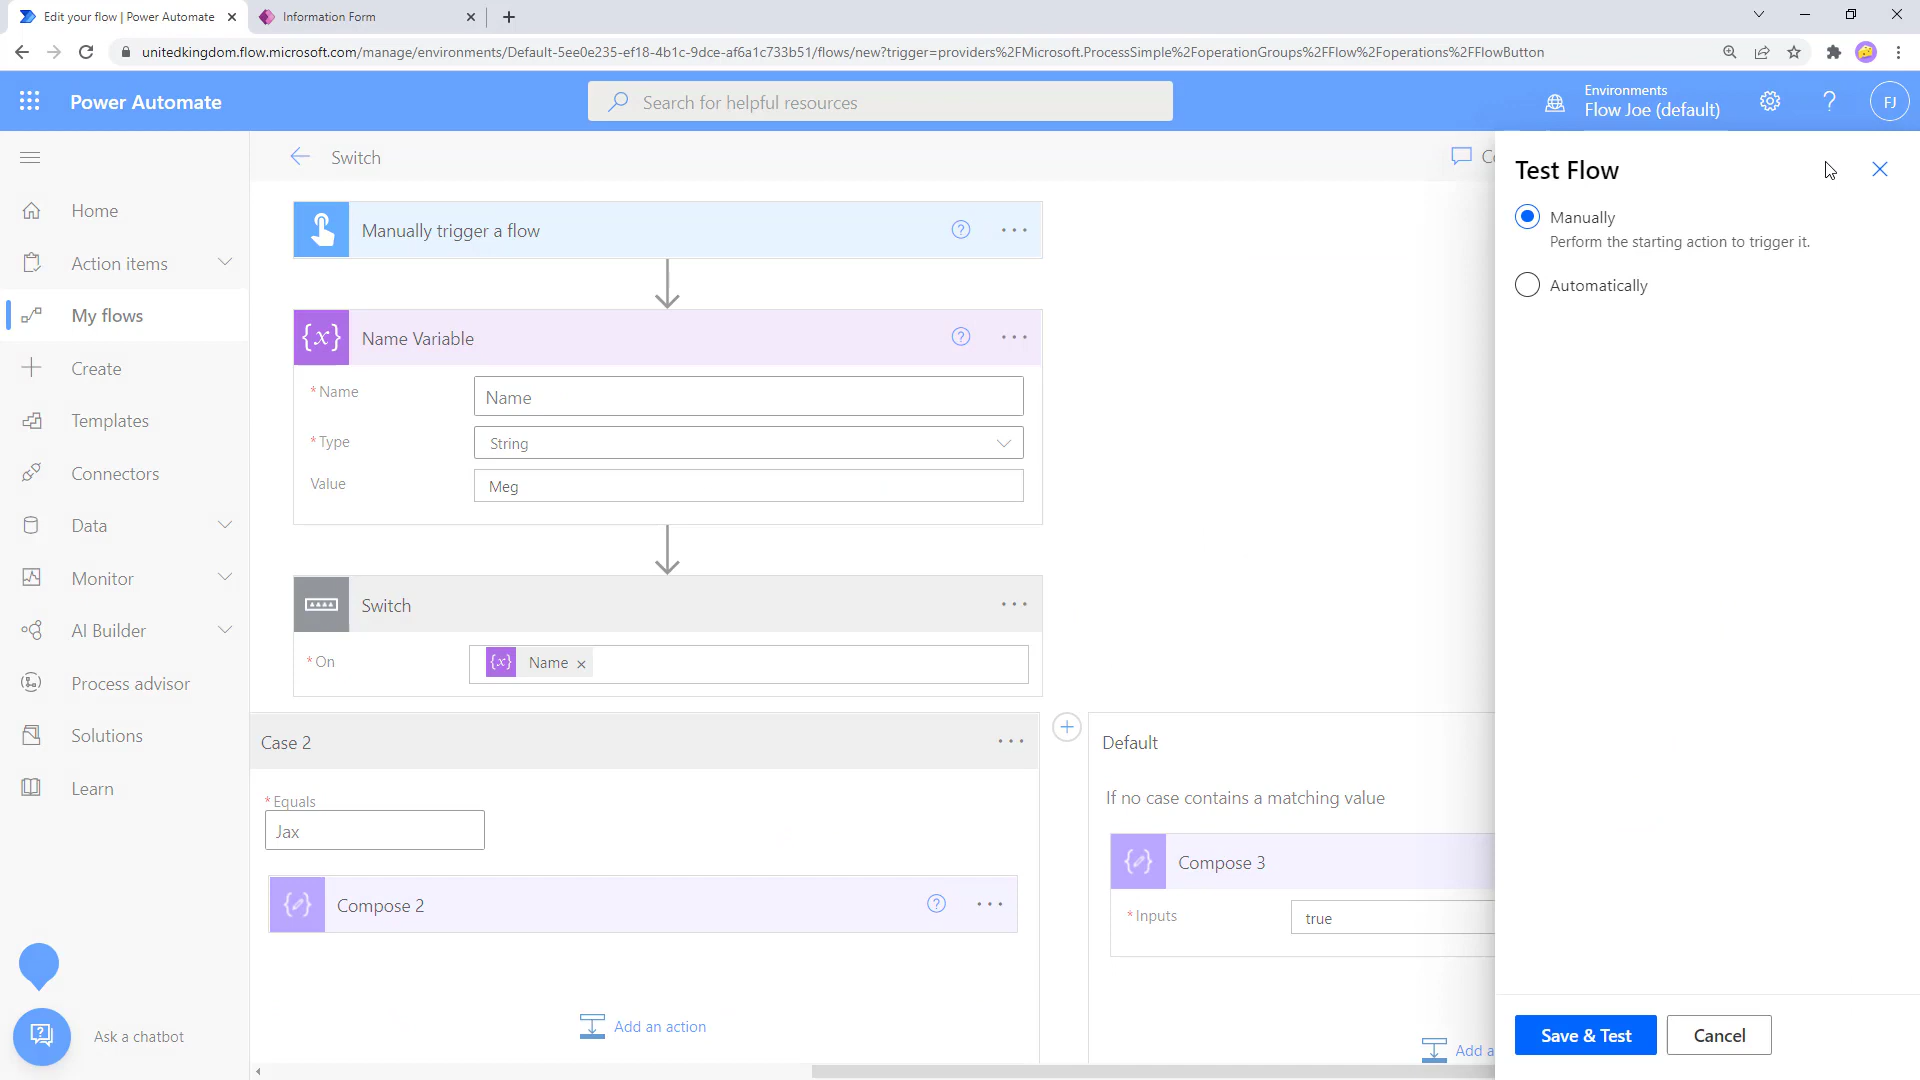 Edit your flow | Power Automate
Information Form
unitedkingdom.flow.microsoft.com/manage/environments/Default-5ee0e235-ef18-4b1c-9dce-af6a1c733b51/flows/new?trigger=providers%2FMicrosoft.ProcessSimple%2FoperationGroups%2FFlow%2Foperations%2FFlowButton
Power Automate
Search for helpful resources
Environments
Flow Joe (default)
?
FJ
Switch
Test Flow
Manually
Perform the starting action to trigger it.
Automatically
Home
Action items
My flows
Create
Templates
Connectors
Data
Monitor
AI Builder
Process advisor
Solutions
Learn
Ask a chatbot
Manually trigger a flow
?
{x}
Name Variable
?
* Name
Name
* Type
String
Value
Meg
Switch
* On
{x} Name ×
Case 2
* Equals
Jax
Compose 2
?
Add an action
Default
If no case contains a matching value
Compose 3
* Inputs
true
Add a
Save & Test
Cancel